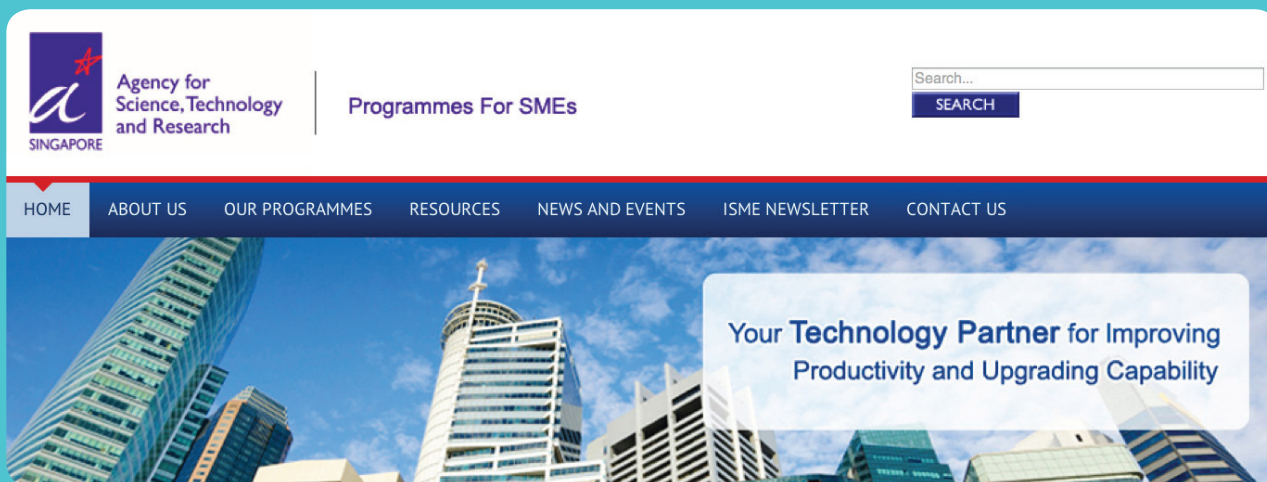 a
SINGAPORE
Agency for
Science, Technology
and Research
Programmes For SMEs
Search...
SEARCH
HOME ABOUT US OUR PROGRAMMES RESOURCES NEWS AND EVENTS ISME NEWSLETTER CONTACT US
Your Technology Partner for Improving
Productivity and Upgrading Capability